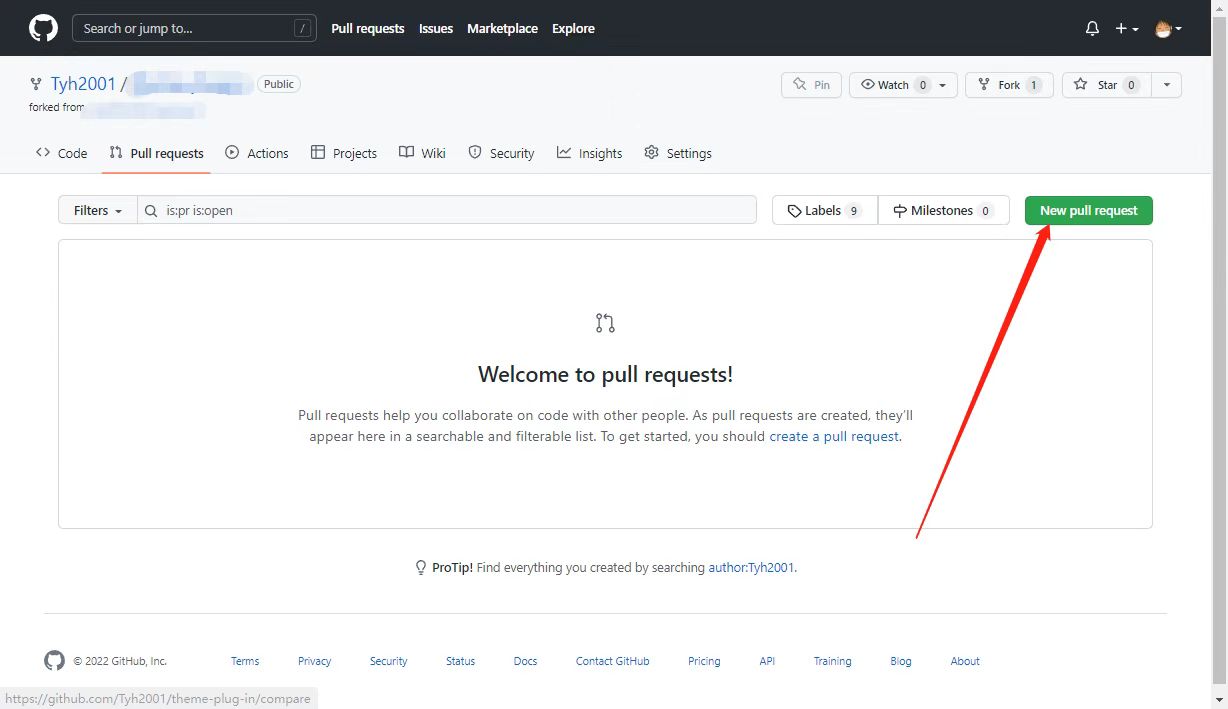 Search or jump to... / Pull requests Issues Marketplace Explore
Tyh2001 / Public Pin Watch 0 Fork 1 Star 0
forked from
Code Pull requests Actions Projects Wiki Security Insights Settings
Filters is:pr is:open Labels 9 Milestones 0 New pull request
Welcome to pull requests!
Pull requests help you collaborate on code with other people. As pull requests are created, they'll
appear here in a searchable and filterable list. To get started, you should create a pull request.
ProTip! Find everything you created by searching author:Tyh2001.
© 2022 GitHub, Inc. Terms Privacy Security Status Docs Contact GitHub Pricing API Training Blog About
https://github.com/Tyh2001/theme-plug-in/compare